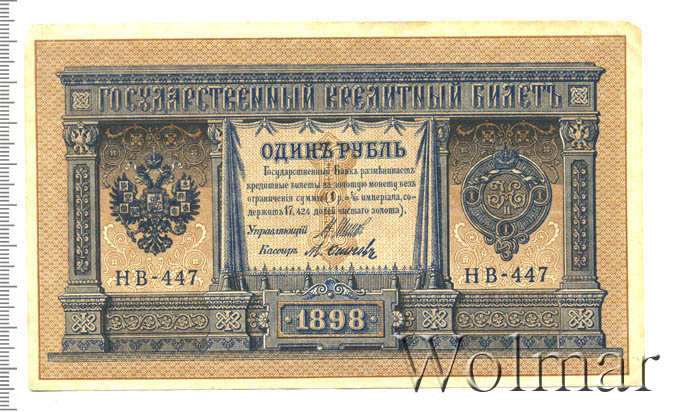 ГОСУДАРСТВЕННЫЙ КРЕДИТНЫЙ БИЛЕТЪ
ОДИНЪ РУБЛЬ
Государственный Банкъ размѣниваетъ
кредитные билеты на золотую монету безъ
ограниченія суммы (1 р. = 1/15 имперіала, со-
держитъ 17,424 долей чистаго золота).
Управляющій
Кассиръ
НВ-447
НВ-447
1898
Wolmar